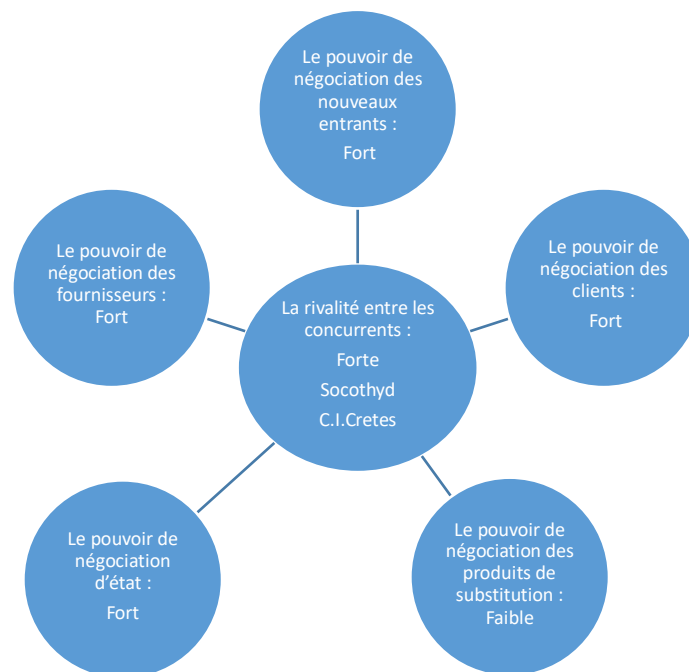 Le pouvoir de
négociation des
nouveaux
entrants :
Fort
Le pouvoir de
négociation des
fournisseurs :
Fort
Le pouvoir de
négociation des
clients :
Fort
La rivalité entre les
concurrents :
Forte
Socothyd
C.I.Cretes
Le pouvoir de
négociation
d’état :
Fort
Le pouvoir de
négociation des
produits de
substitution :
Faible